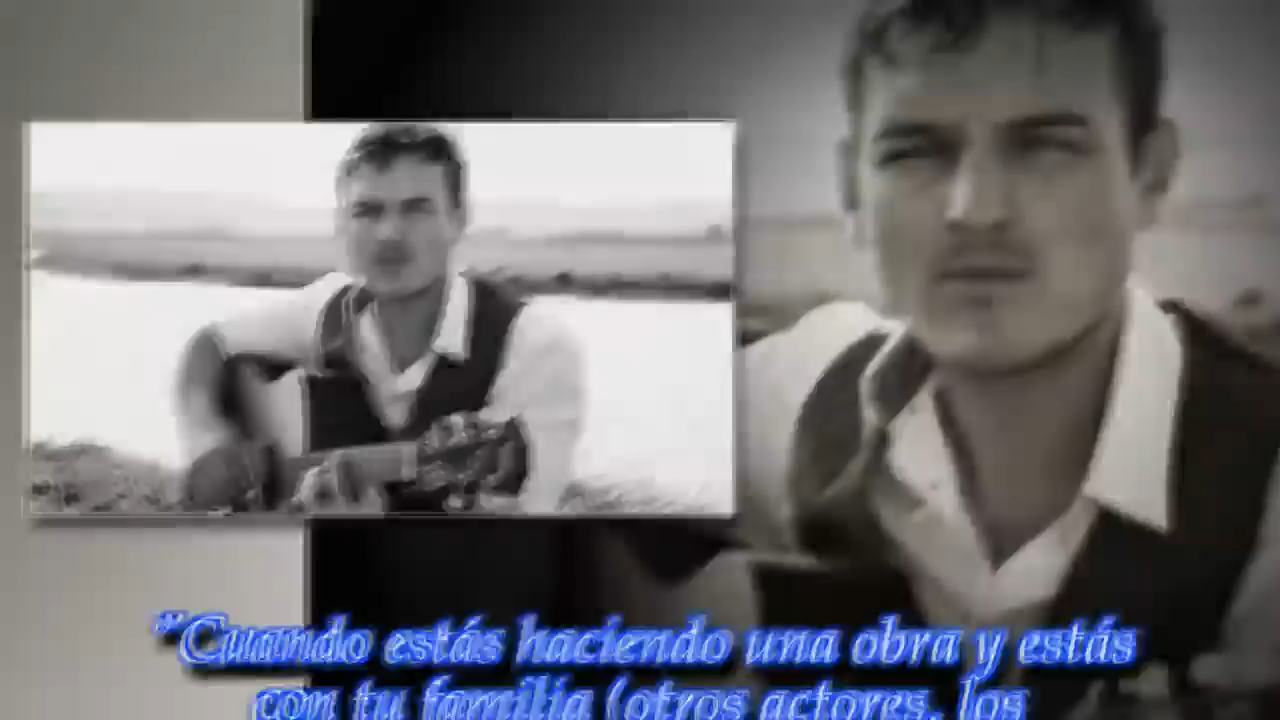 "Cuando estás haciendo una obra y estás
con tu familia (otros actores, los